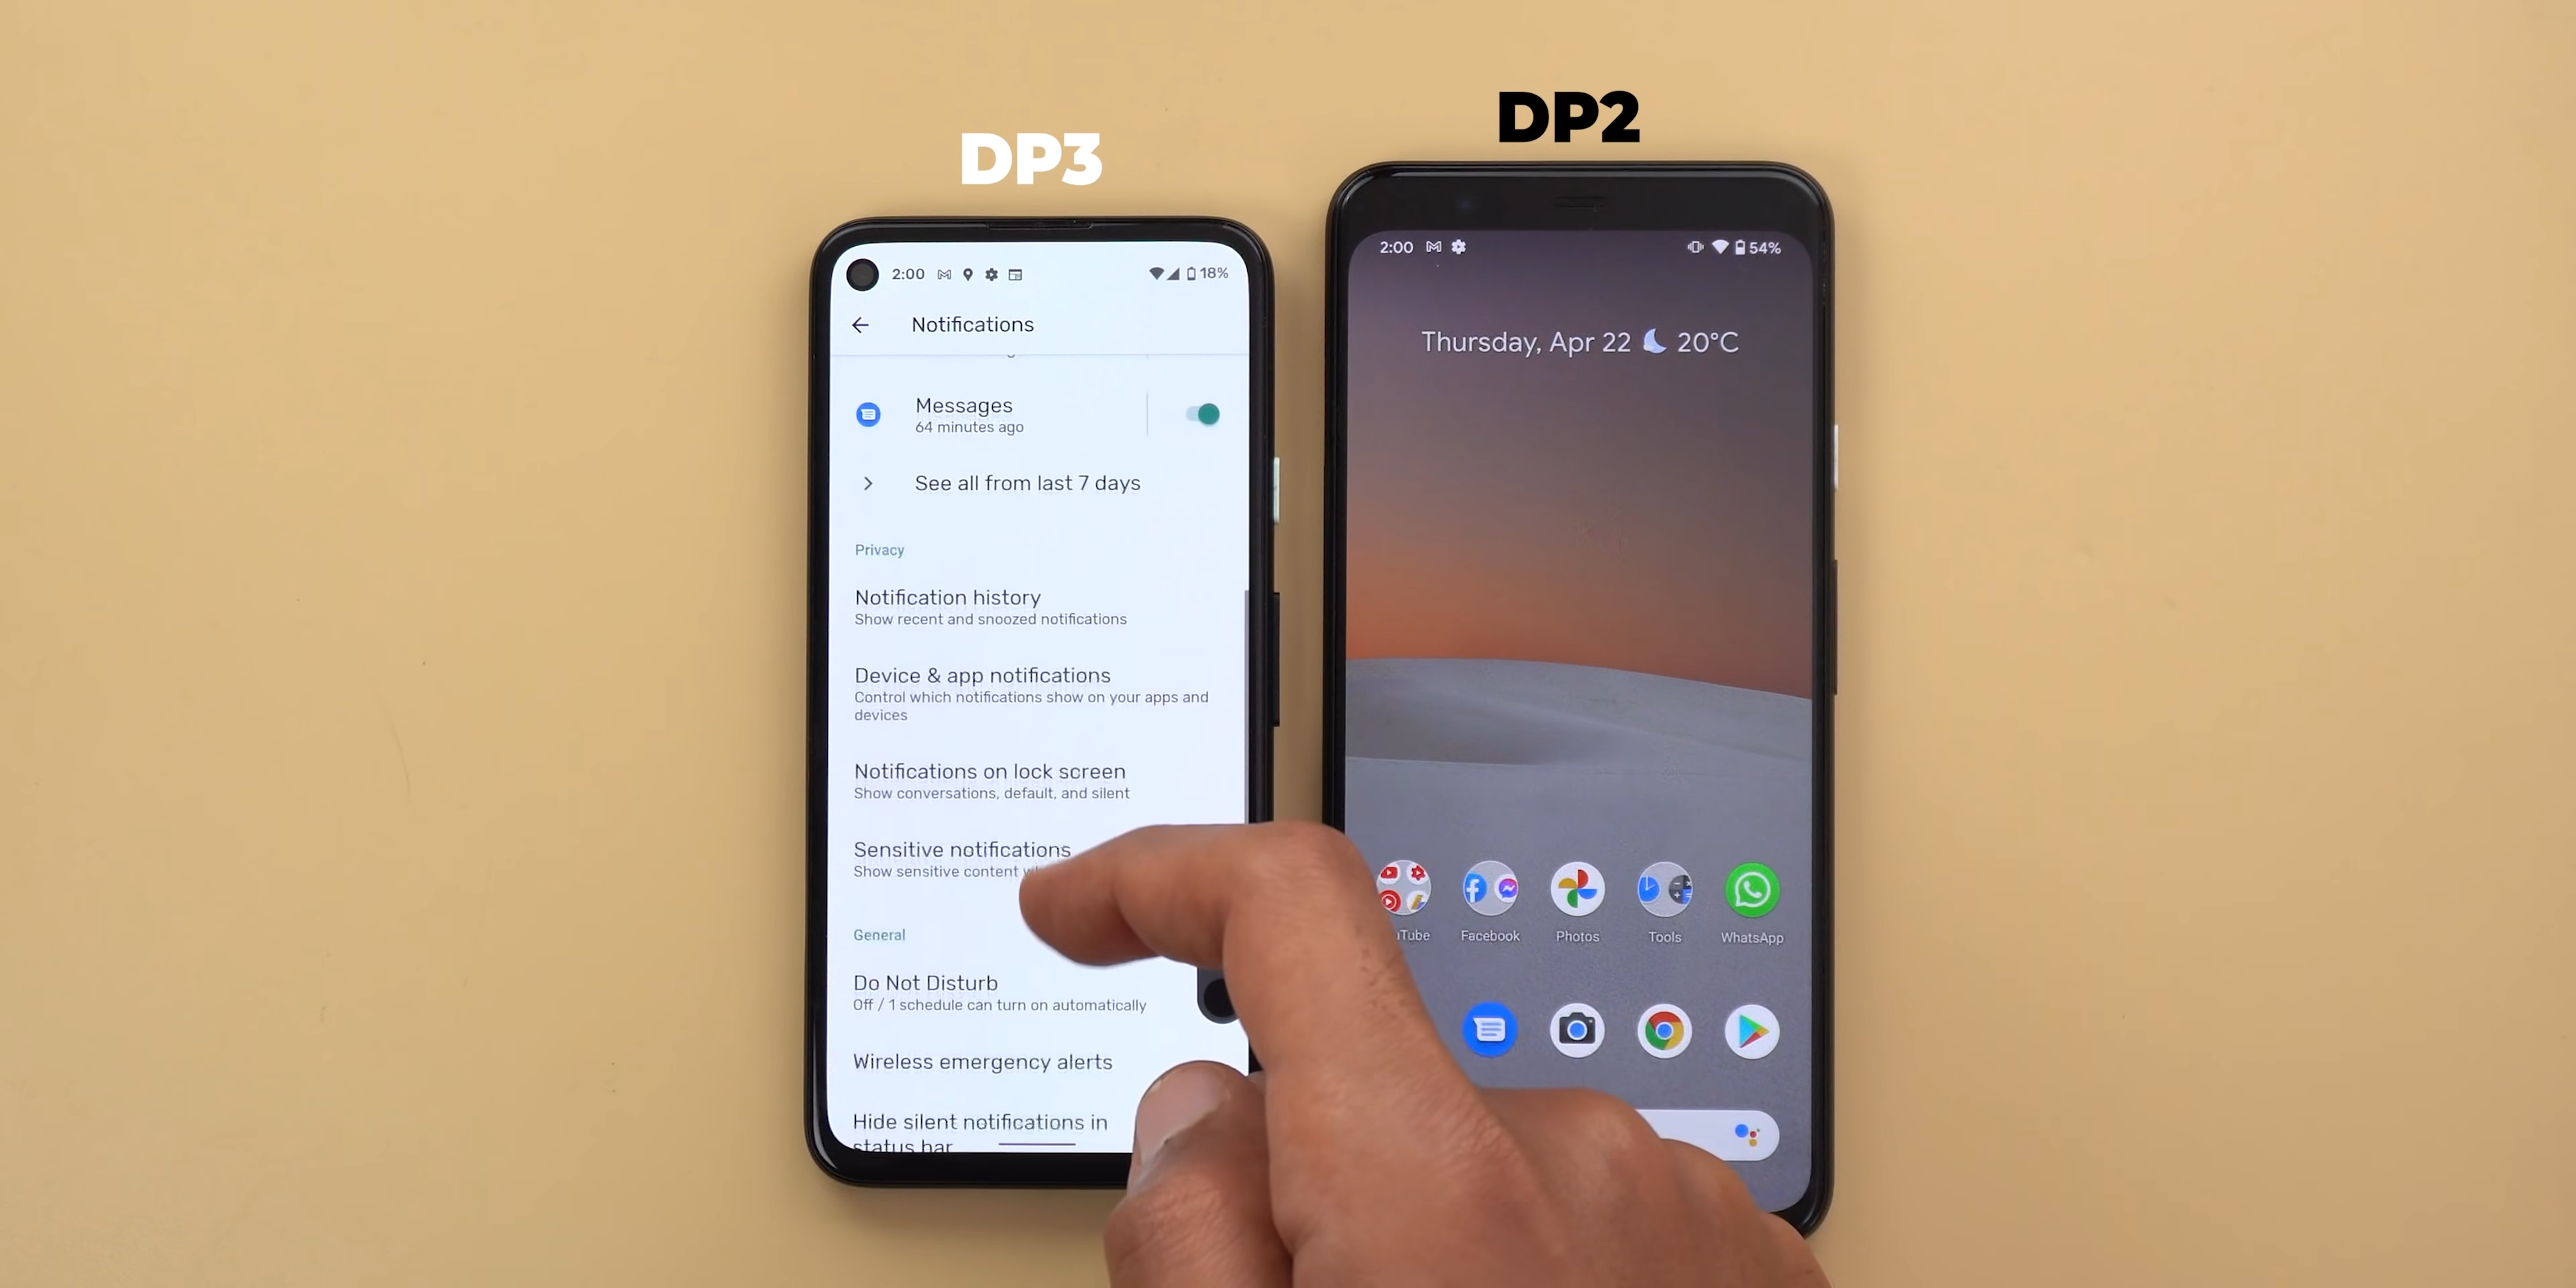 DP3
DP2
2:00
18%
Notifications
Messages
64 minutes ago
See all from last 7 days
Privacy
Notification history
Show recent and snoozed notifications
Device & app notifications
Control which notifications show on your apps and
devices
Notifications on lock screen
Show conversations, default, and silent
Sensitive notifications
Show sensitive content
General
Do Not Disturb
Off / 1 schedule can turn on automatically
Wireless emergency alerts
Hide silent notifications in
status bar
2:00
54%
Thursday, Apr 22 20°C
Facebook
Photos
Tools
WhatsApp